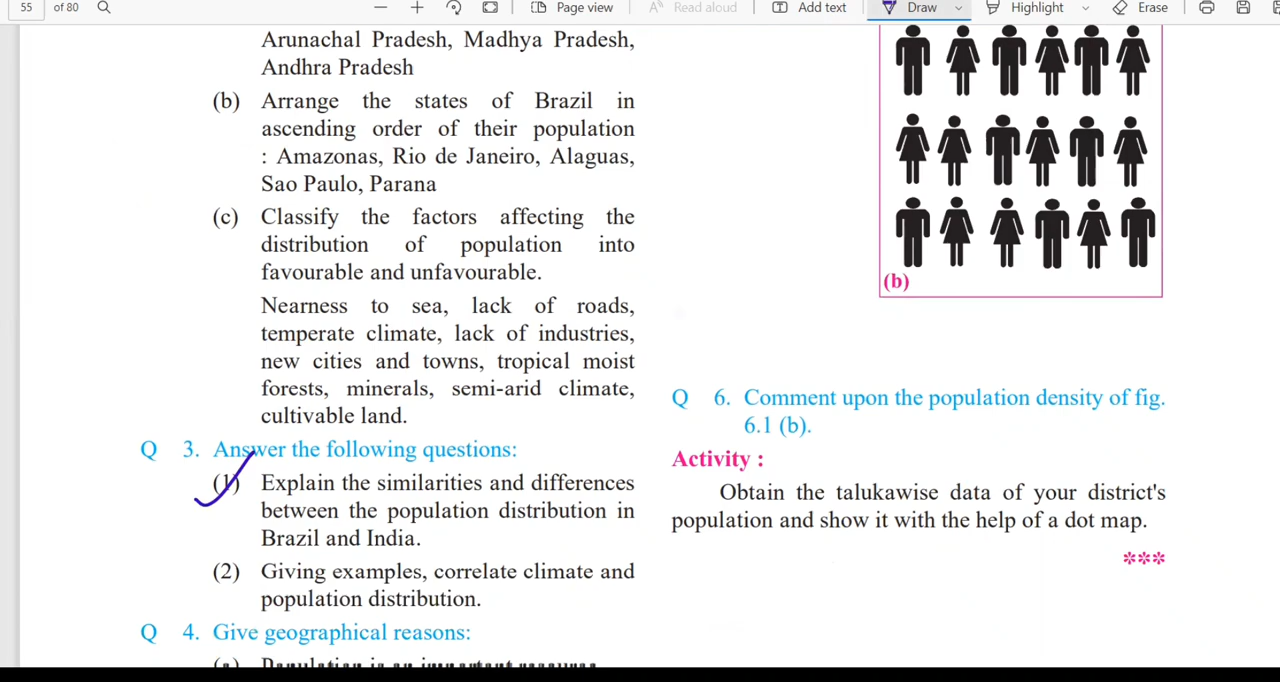 55 of 80 Page view Read aloud Add text Draw Highlight Erase
Arunachal Pradesh, Madhya Pradesh,
Andhra Pradesh
(b) Arrange the states of Brazil in
ascending order of their population
: Amazonas, Rio de Janeiro, Alaguas,
Sao Paulo, Parana
(c) Classify the factors affecting the
distribution of population into
favourable and unfavourable.
Nearness to sea, lack of roads,
temperate climate, lack of industries,
new cities and towns, tropical moist
forests, minerals, semi-arid climate,
cultivable land.
Q 3. Answer the following questions:
(1) Explain the similarities and differences
between the population distribution in
Brazil and India.
(2) Giving examples, correlate climate and
population distribution.
Q 4. Give geographical reasons:
(a) Population is an important resource
(b)
Q 6. Comment upon the population density of fig.
6.1 (b).
Activity :
Obtain the talukawise data of your district's
population and show it with the help of a dot map.
***